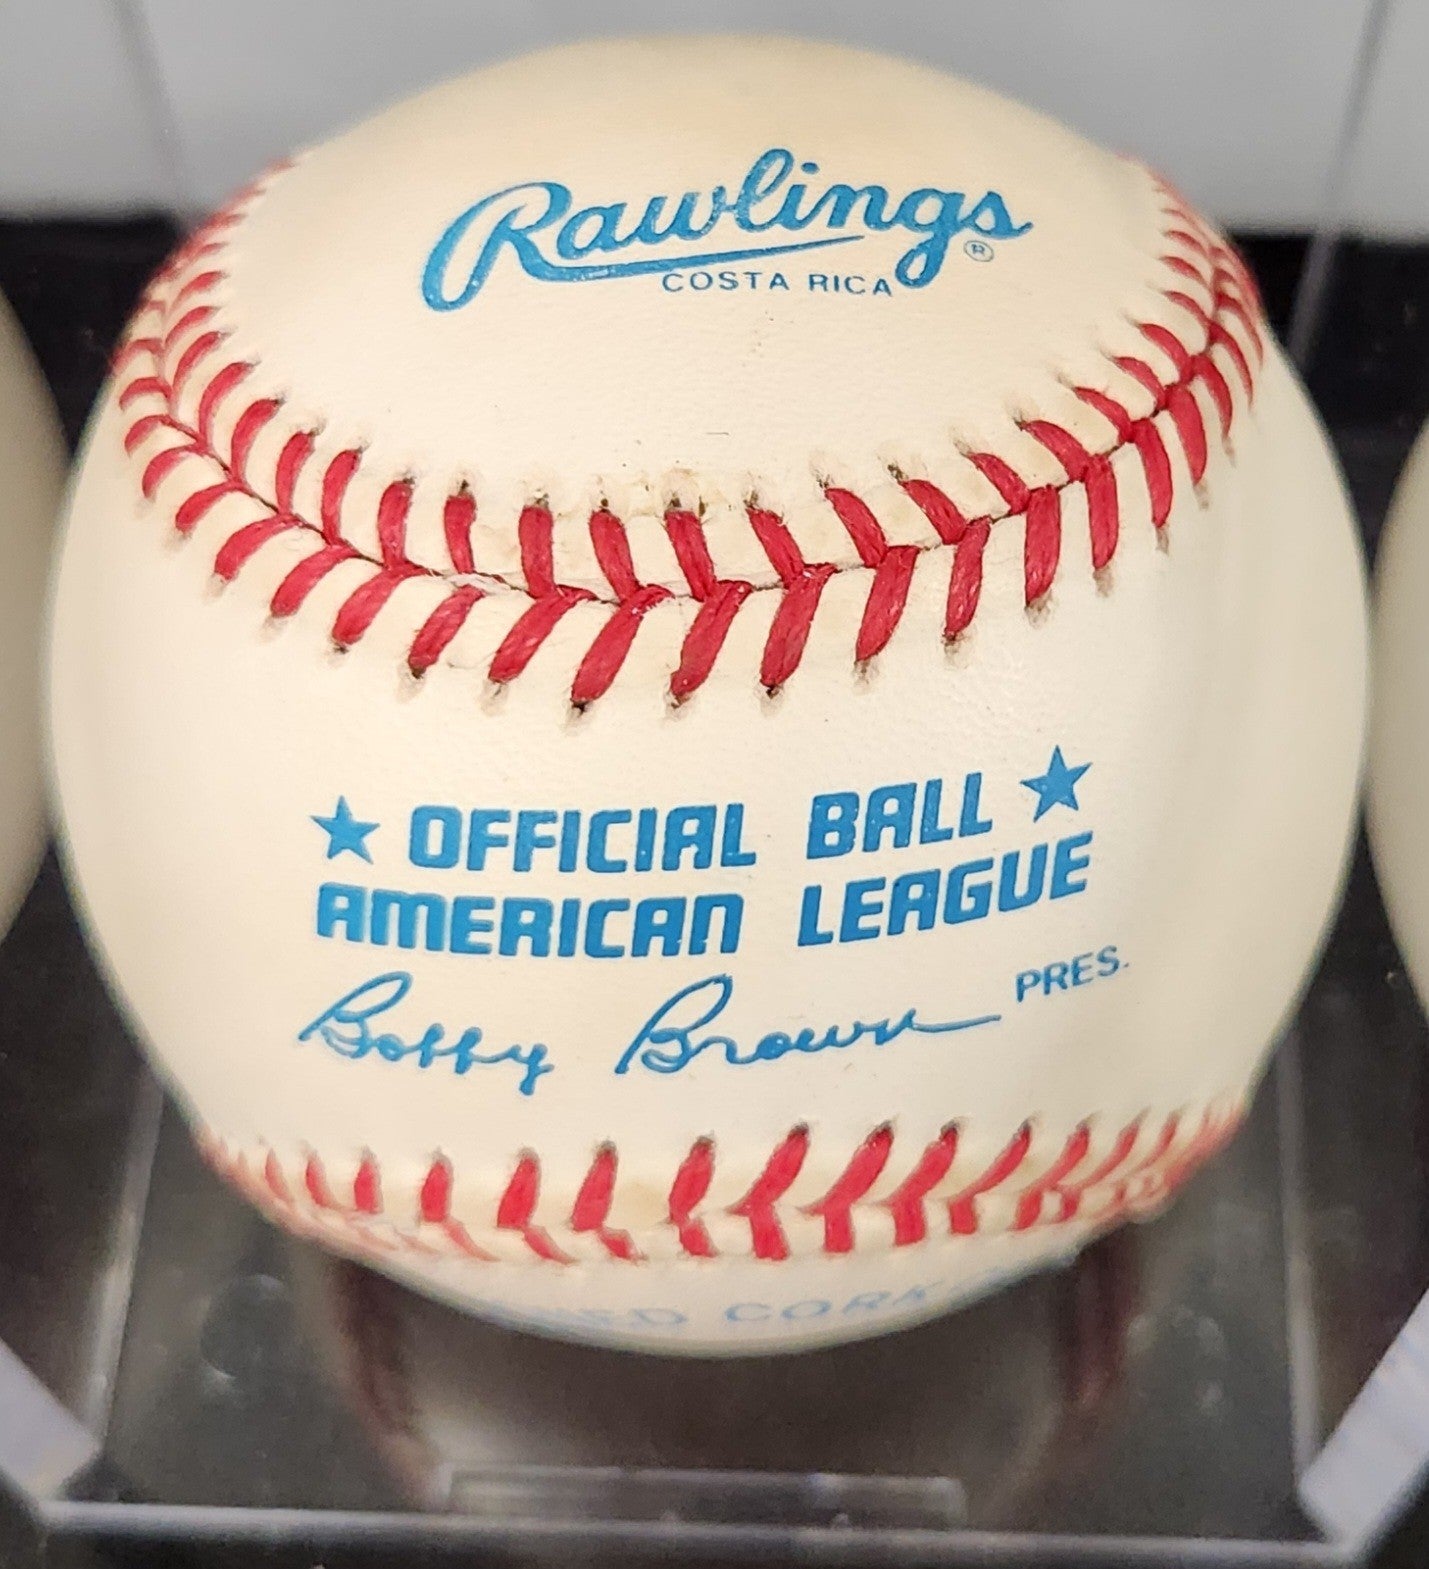 Rawlings ®
COSTA RICA
OFFICIAL BALL
AMERICAN LEAGUE
Bobby Brown PRES.